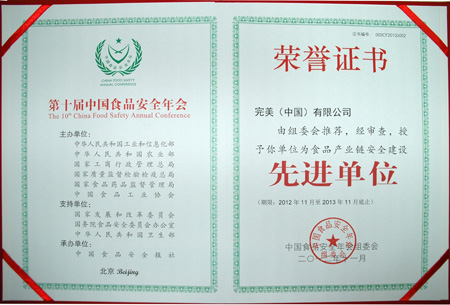 CHINA FOOD SAFETY
ANNUAL CONFERENCE
第十届中国食品安全年会
The 10th China Food Safety Annual Conference
主办单位:
中华人民共和国工业和信息化部
中华人民共和国农业部
国家工商行政管理总局
国家质量监督检验检疫总局
国家食品药品监督管理局
中国食品工业协会
支持单位:
国家发展和改革委员会
国务院食品安全委员会办公室
中华人民共和国卫生部
承办单位:
中国食品安全报社
北京 Beijing
证书编号
荣誉证书
完美（中国）有限公司
由组委会推荐，经审查，授
予你单位为食品产业链安全建设
先进单位
(期限: 2012 年 11 月至 2013 年 11 月底止)
中国食品安全年会组委会